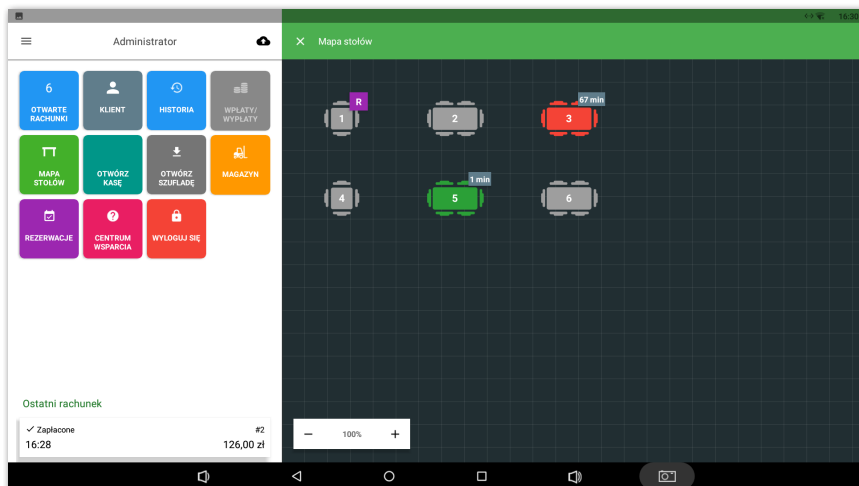 16:30
Administrator
Mapa stołów
6
OTWARTE
RACHUNKI
KLIENT
HISTORIA
WPŁATY/
WYPŁATY
MAPA
STOŁÓW
OTWÓRZ
KASĘ
OTWÓRZ
SZUFLADĘ
MAGAZYN
REZERWACJE
CENTRUM
WSPARCIA
WYLOGUJ SIĘ
Ostatni rachunek
Zapłacone #2
16:28 126,00 zł
R
67 min
1 2 3
1 min
4 5 6
− 100% +